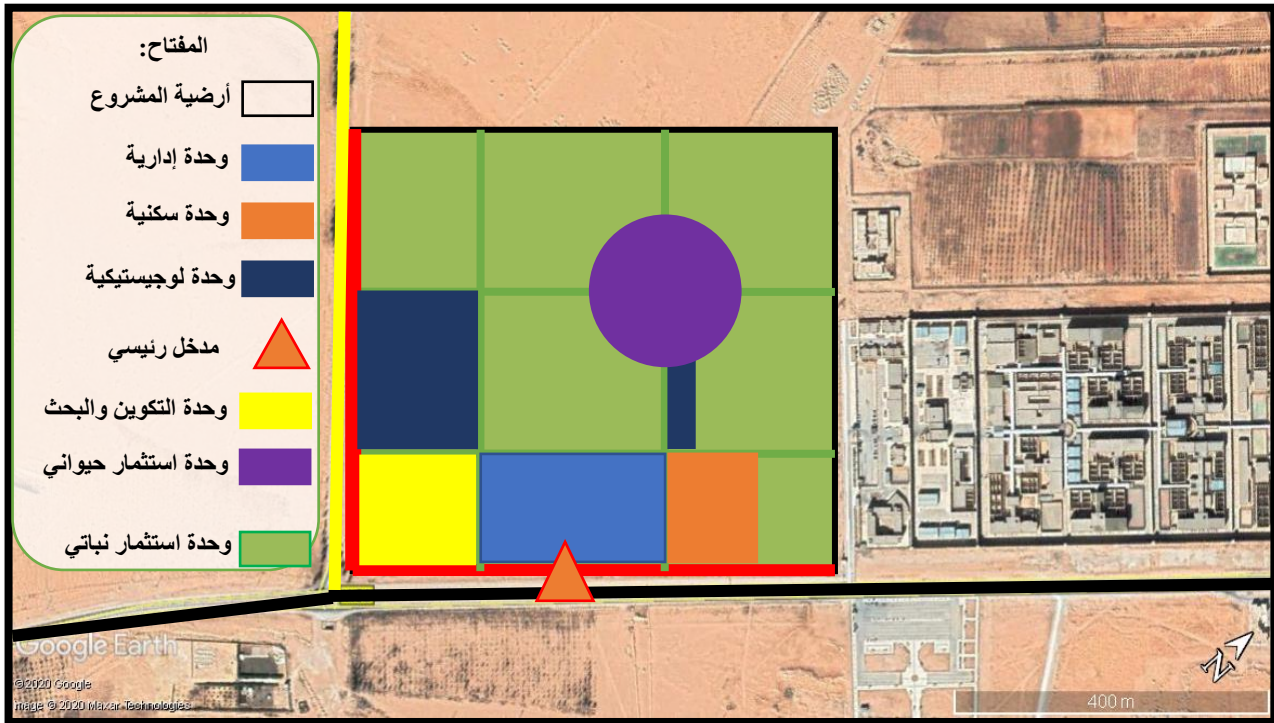 المفتاح:
أرضية المشروع
وحدة إدارية
وحدة سكنية
وحدة لوجيستيكية
مدخل رئيسي
وحدة التكوين والبحث
وحدة استثمار حيواني
وحدة استثمار نباتي
Google Earth
©2020 Google
mage © 2020 Maxar Technologies
N
400 m